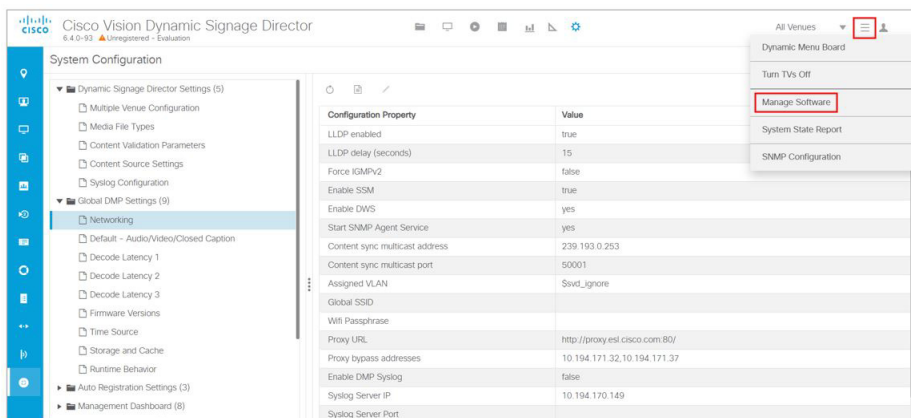 CISCO
Cisco Vision Dynamic Signage Director
6.4.0-93 Unregistered - Evaluation
All Venues
System Configuration
Dynamic Menu Board
Turn TVs Off
Manage Software
System State Report
SNMP Configuration
Dynamic Signage Director Settings (5)
Multiple Venue Configuration
Media File Types
Content Validation Parameters
Content Source Settings
Syslog Configuration
Global DMP Settings (9)
Networking
Default - Audio/Video/Closed Caption
Decode Latency 1
Decode Latency 2
Decode Latency 3
Firmware Versions
Time Source
Storage and Cache
Runtime Behavior
Auto Registration Settings (3)
Management Dashboard (8)
Configuration Property Value
LLDP enabled true
LLDP delay (seconds) 15
Force IGMPv2 false
Enable SSM true
Enable DWS yes
Start SNMP Agent Service yes
Content sync multicast address 239.193.0.253
Content sync multicast port 50001
Assigned VLAN $svd_ignore
Global SSID
Wifi Passphrase
Proxy URL http://proxy.esl.cisco.com:80/
Proxy bypass addresses 10.194.171.32,10.194.171.37
Enable DMP Syslog false
Syslog Server IP 10.194.170.149
Syslog Server Port